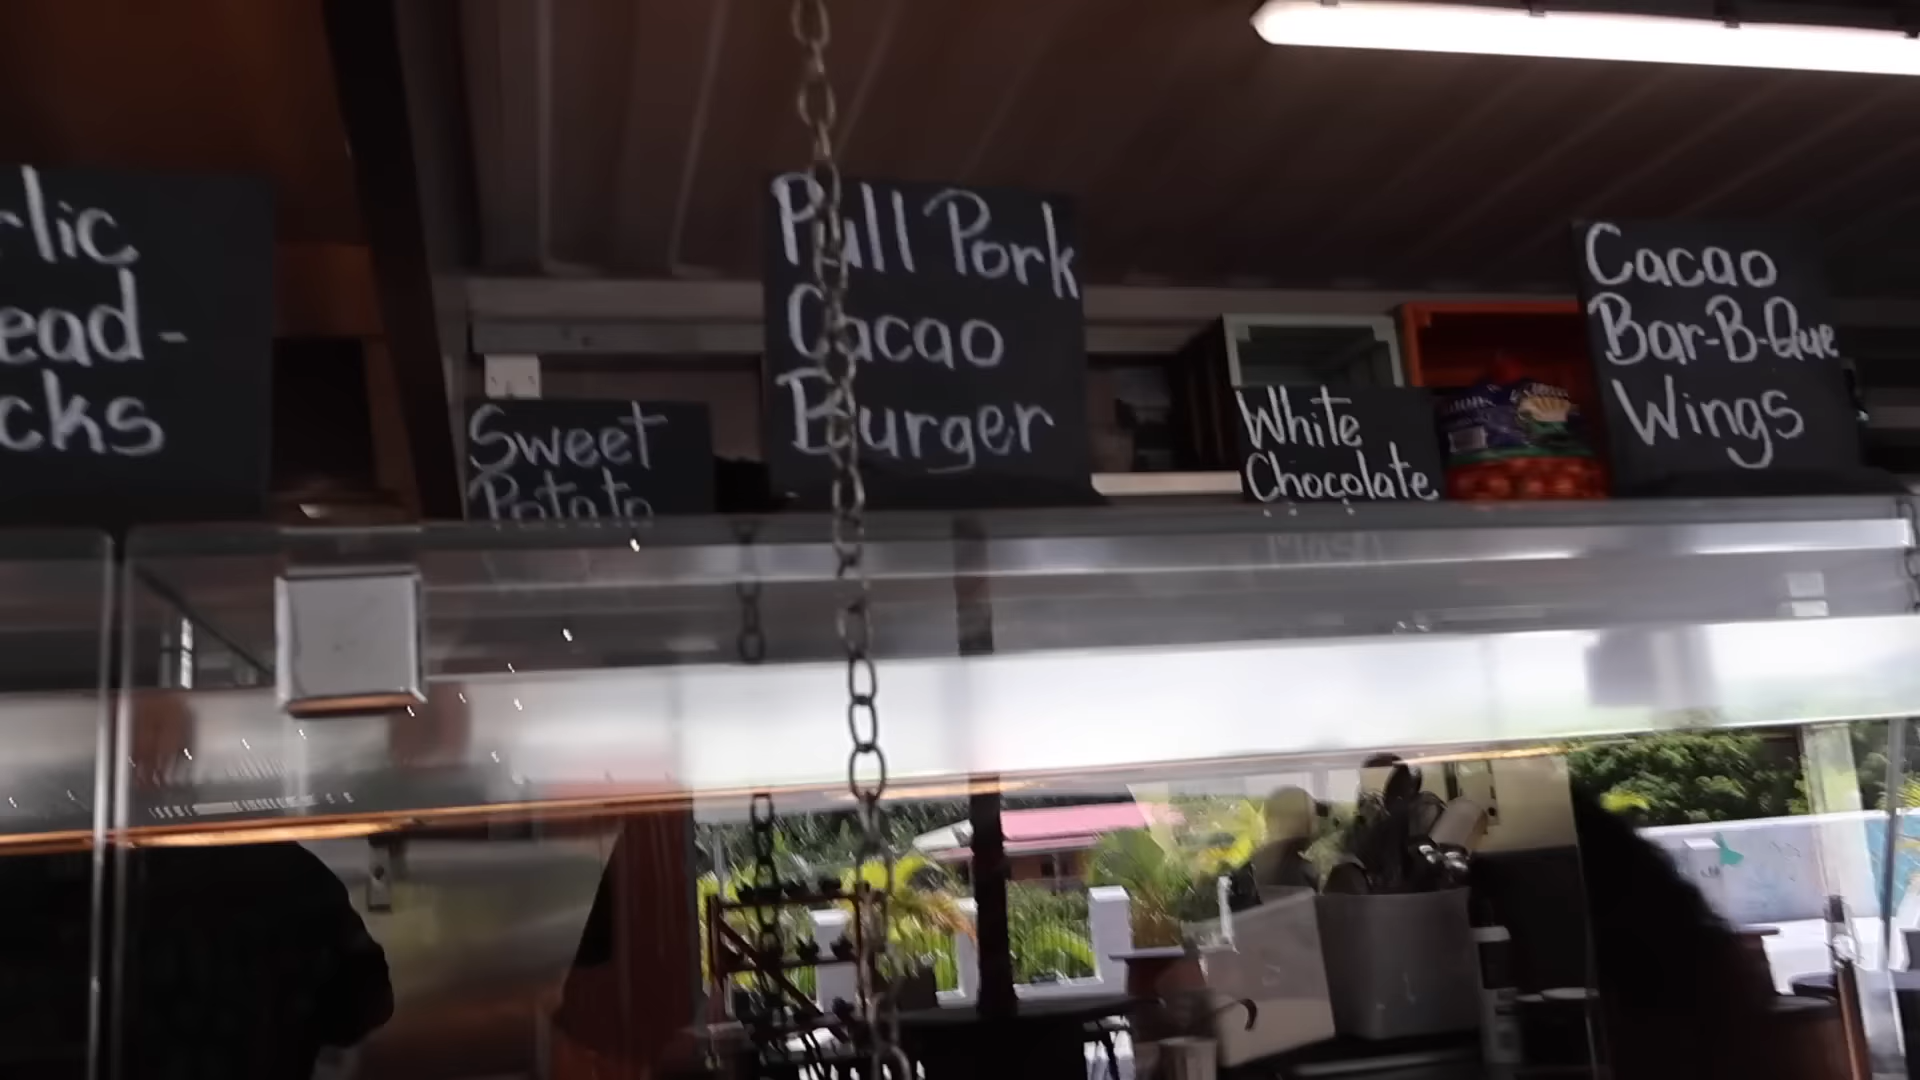 rlic
ead-
cks
Sweet
Potato
Pull Pork
Cacao
Burger
White
Chocolate
Cacao
Bar-B-Que
Wings